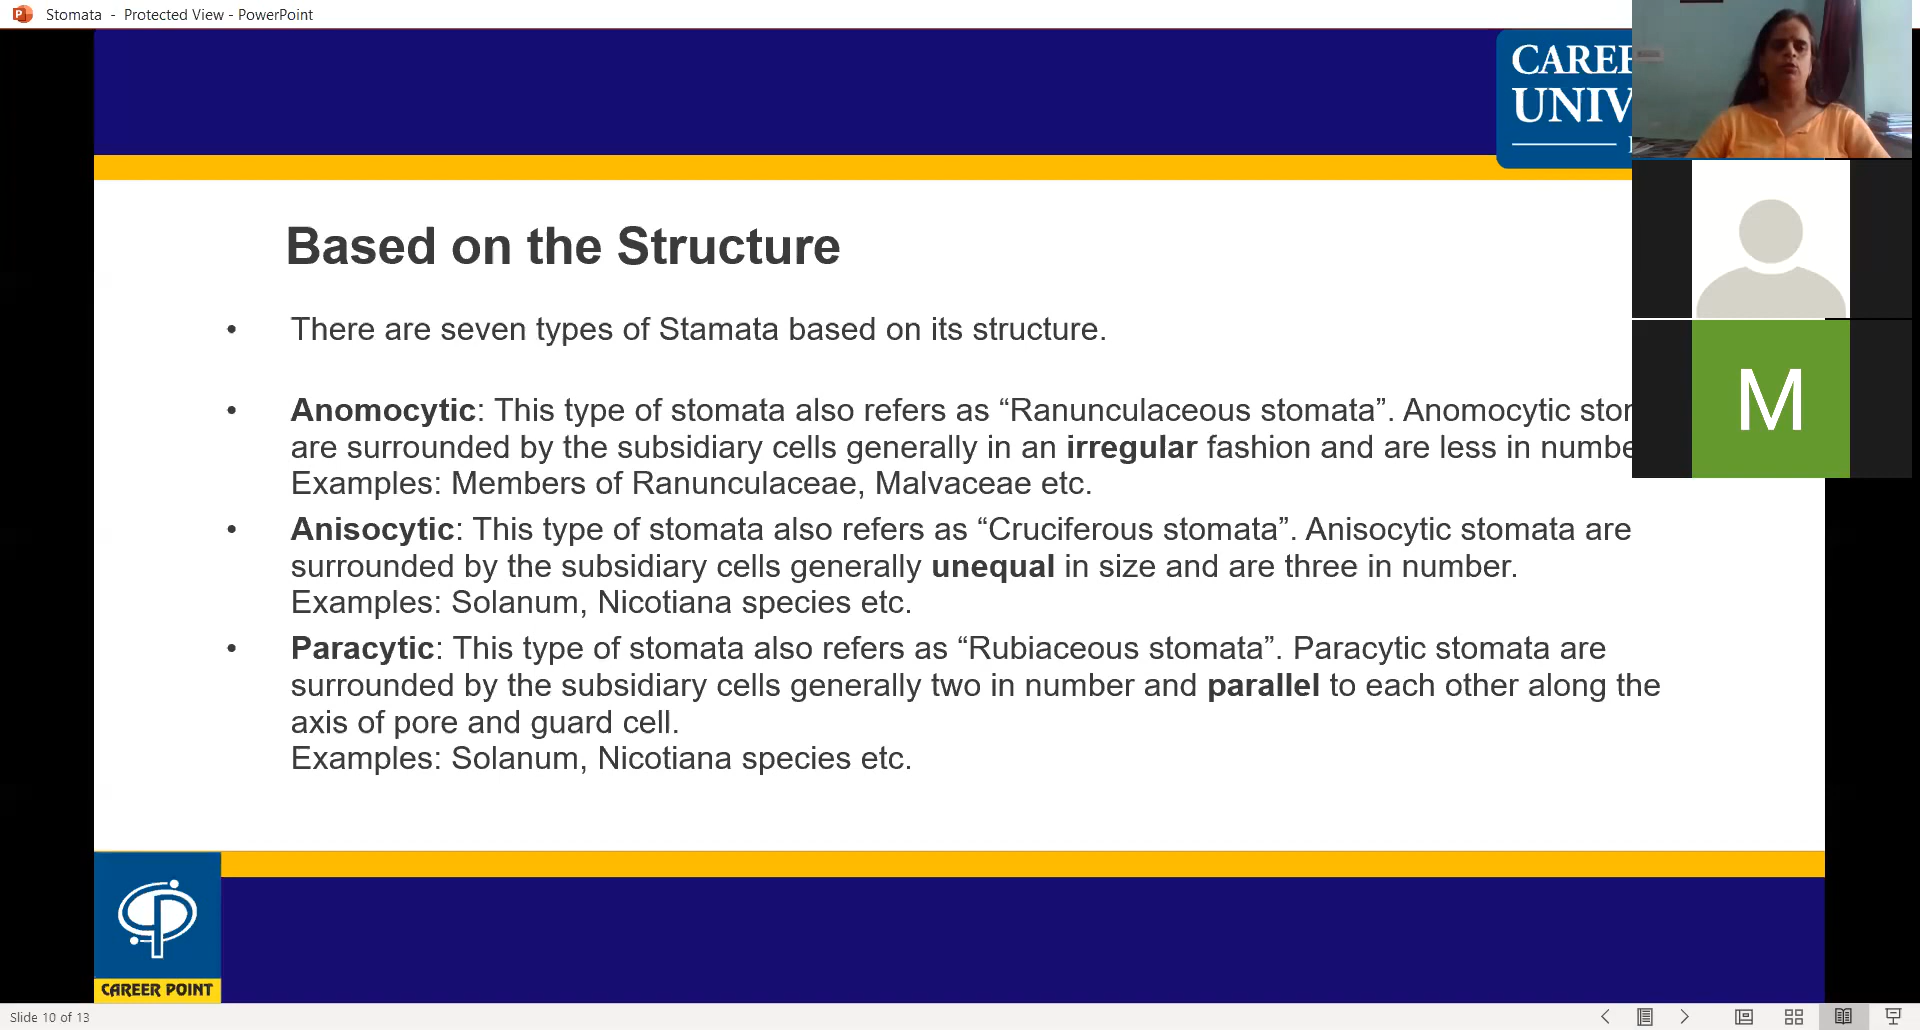 Stomata - Protected View - PowerPoint
CAREER
UNIV
Based on the Structure
• There are seven types of Stamata based on its structure.
• Anomocytic: This type of stomata also refers as “Ranunculaceous stomata”. Anomocytic
are surrounded by the subsidiary cells generally in an irregular fashion and are less in
Examples: Members of Ranunculaceae, Malvaceae etc.
• Anisocytic: This type of stomata also refers as “Cruciferous stomata”. Anisocytic stomata are
surrounded by the subsidiary cells generally unequal in size and are three in number.
Examples: Solanum, Nicotiana species etc.
• Paracytic: This type of stomata also refers as “Rubiaceous stomata”. Paracytic stomata are
surrounded by the subsidiary cells generally two in number and parallel to each other along the
axis of pore and guard cell.
Examples: Solanum, Nicotiana species etc.
M
CAREER POINT
Slide 10 of 13